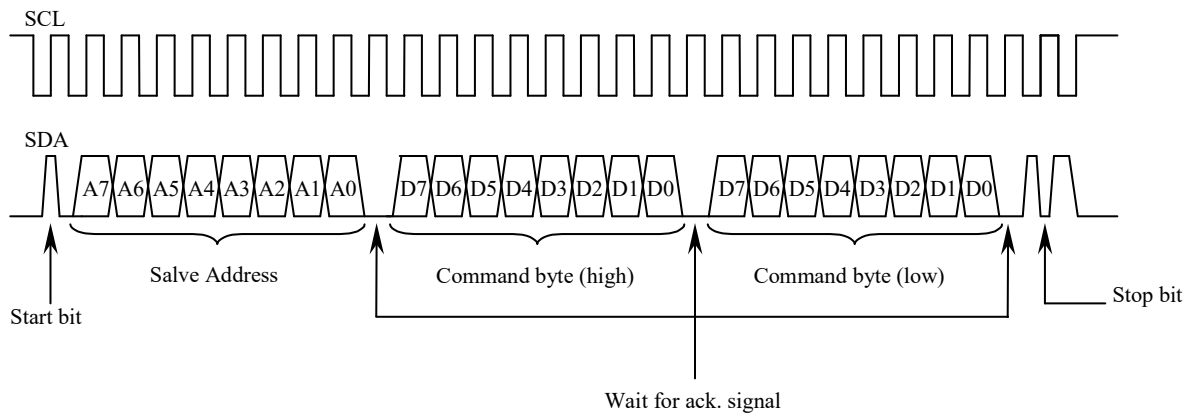 SCL
SDA
A7 A6 A5 A4 A3 A2 A1 A0 D7 D6 D5 D4 D3 D2 D1 D0 D7 D6 D5 D4 D3 D2 D1 D0
Salve Address Command byte (high) Command byte (low)
Start bit Stop bit
Wait for ack. signal